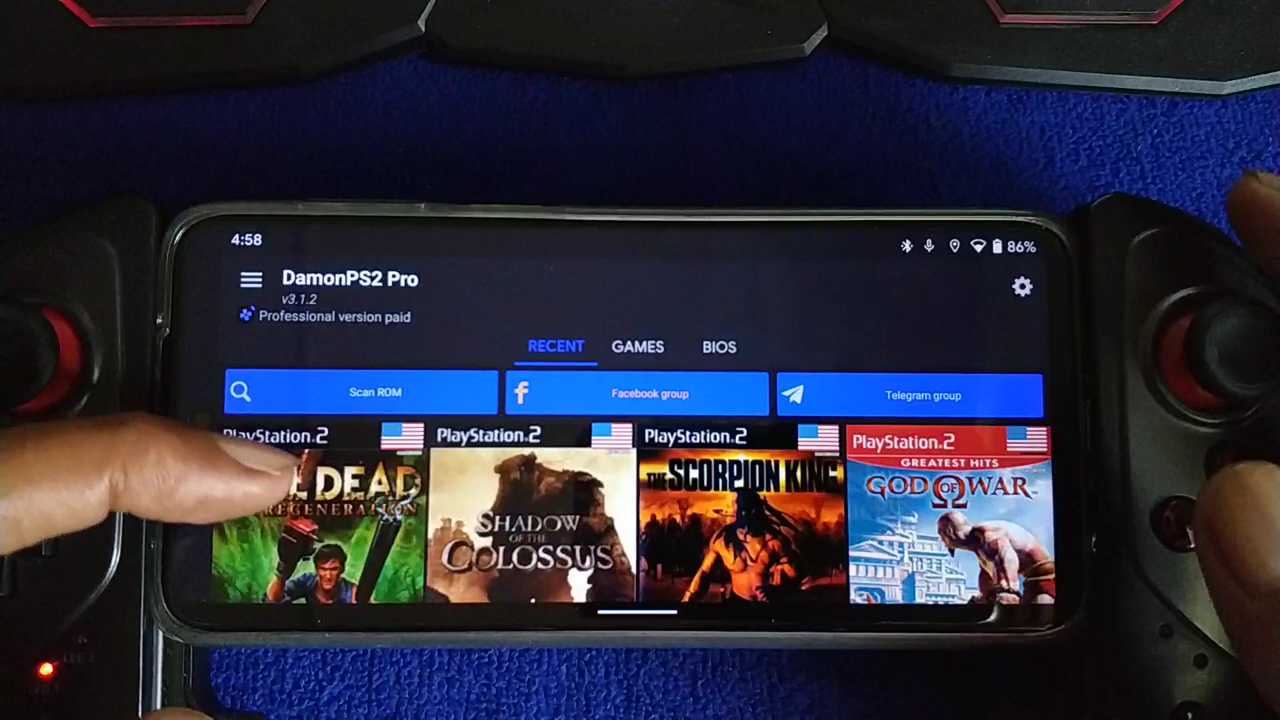 4:58
86%
DamonPS2 Pro
v3.1.2
Professional version paid
RECENT GAMES BIOS
Scan ROM
Facebook group
Telegram group
PlayStation.2
PlayStation.2
PlayStation.2
PlayStation.2
GREATEST HITS
DEAD
REGENERATION
SHADOW
OF THE
COLOSSUS
THE SCORPION KING
GOD OF WAR